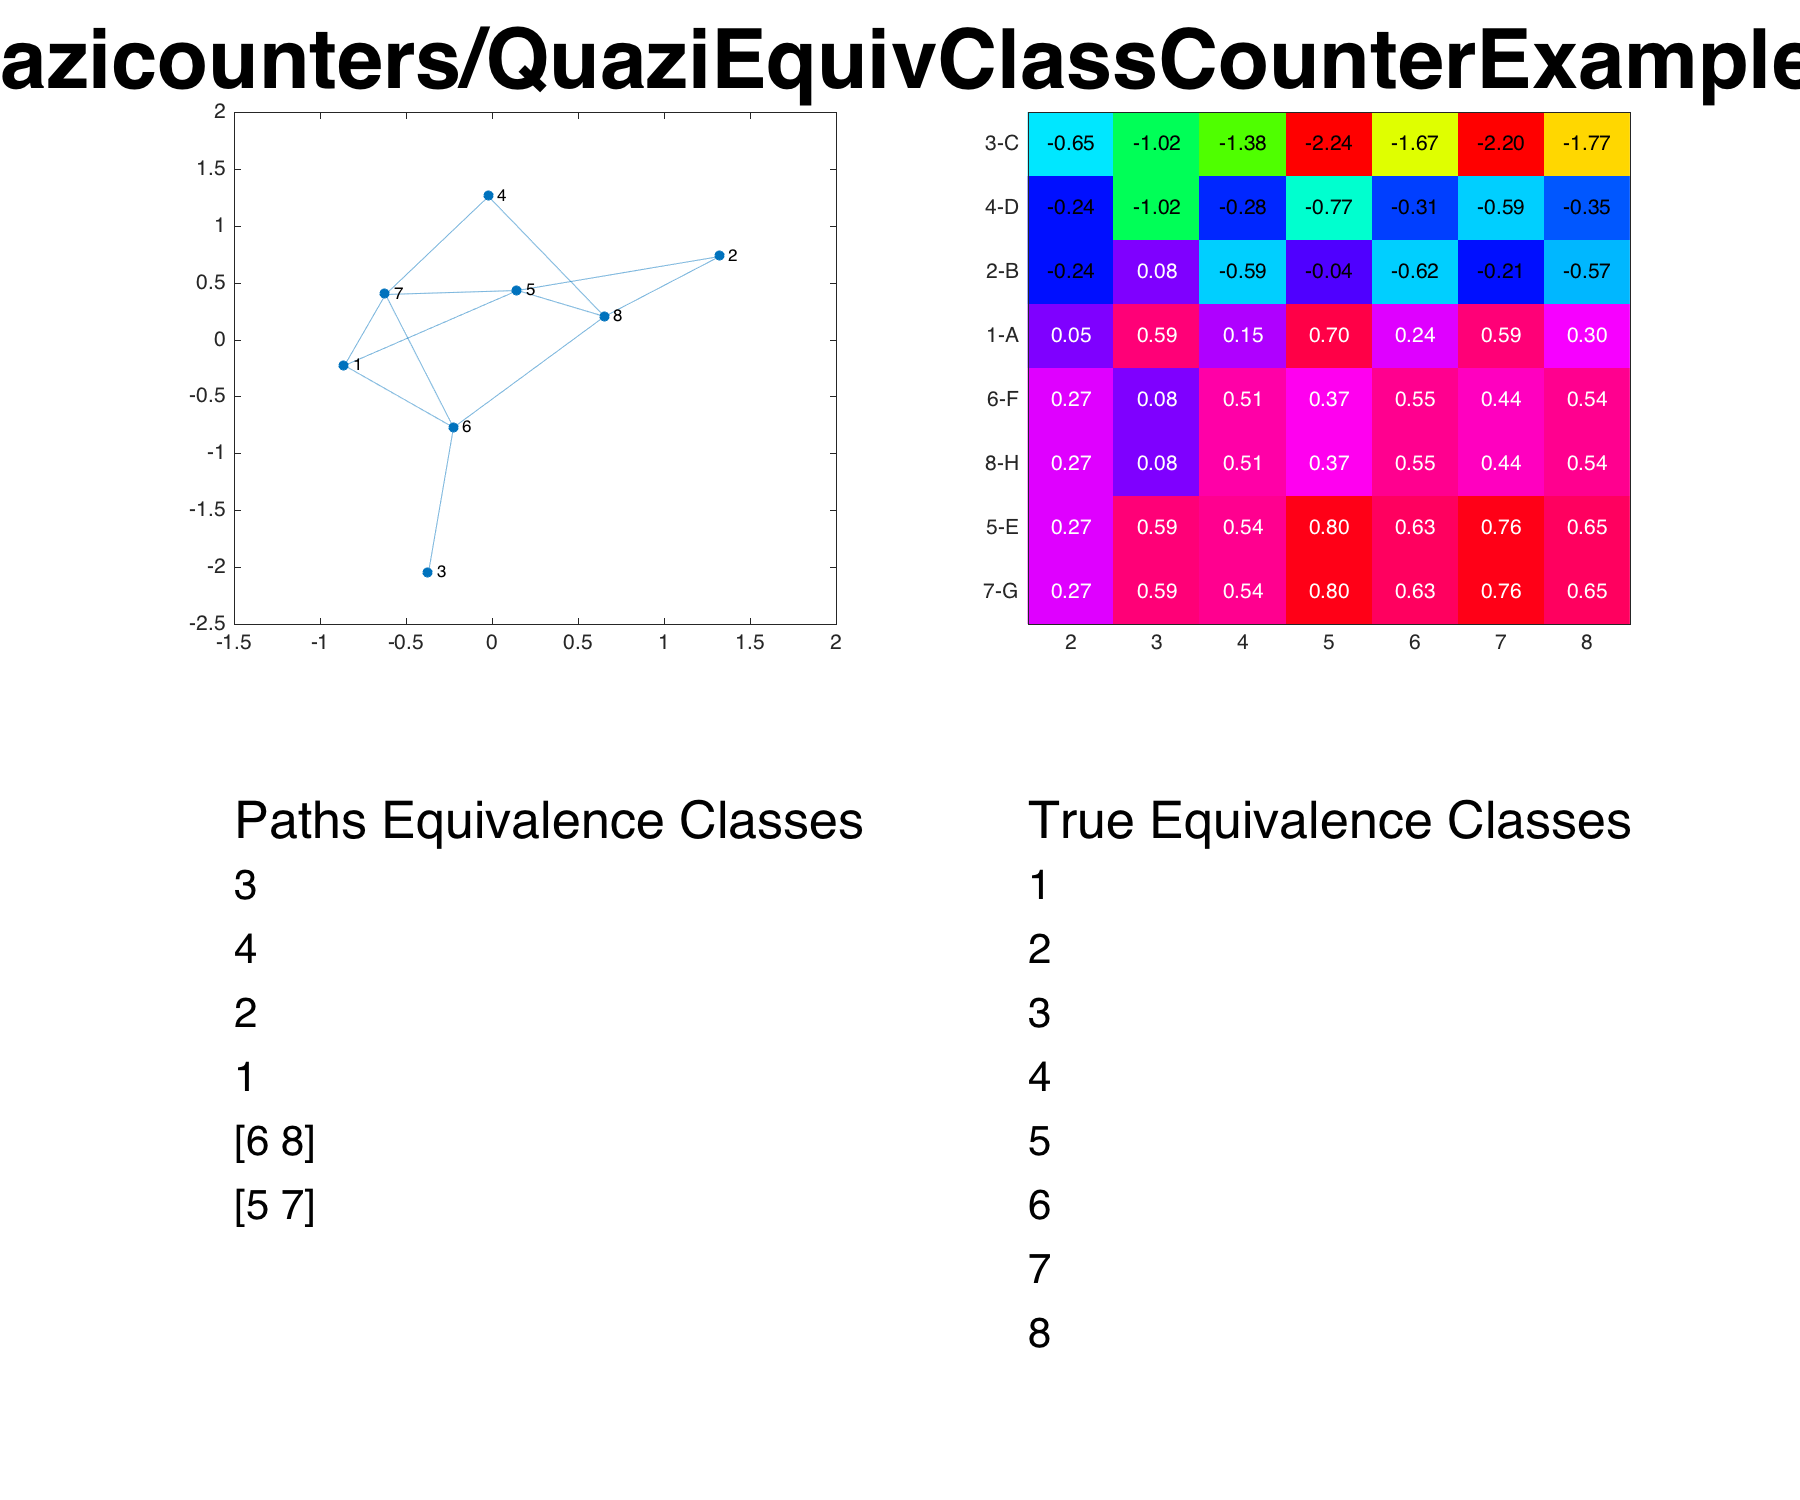 azicounters/QuaziEquivClassCounterExample
2
1.5
1
0.5
0
-0.5
-1
-1.5
-2
-2.5
-1.5 -1 -0.5 0 0.5 1 1.5 2
4
2
7
5
8
1
6
3
3-C -0.65 -1.02 -1.38 -2.24 -1.67 -2.20 -1.77
4-D -0.24 -1.02 -0.28 -0.77 -0.31 -0.59 -0.35
2-B -0.24 0.08 -0.59 -0.04 -0.62 -0.21 -0.57
1-A 0.05 0.59 0.15 0.70 0.24 0.59 0.30
6-F 0.27 0.08 0.51 0.37 0.55 0.44 0.54
8-H 0.27 0.08 0.51 0.37 0.55 0.44 0.54
5-E 0.27 0.59 0.54 0.80 0.63 0.76 0.65
7-G 0.27 0.59 0.54 0.80 0.63 0.76 0.65
2 3 4 5 6 7 8
Paths Equivalence Classes
3
4
2
1
[6 8]
[5 7]
True Equivalence Classes
1
2
3
4
5
6
7
8